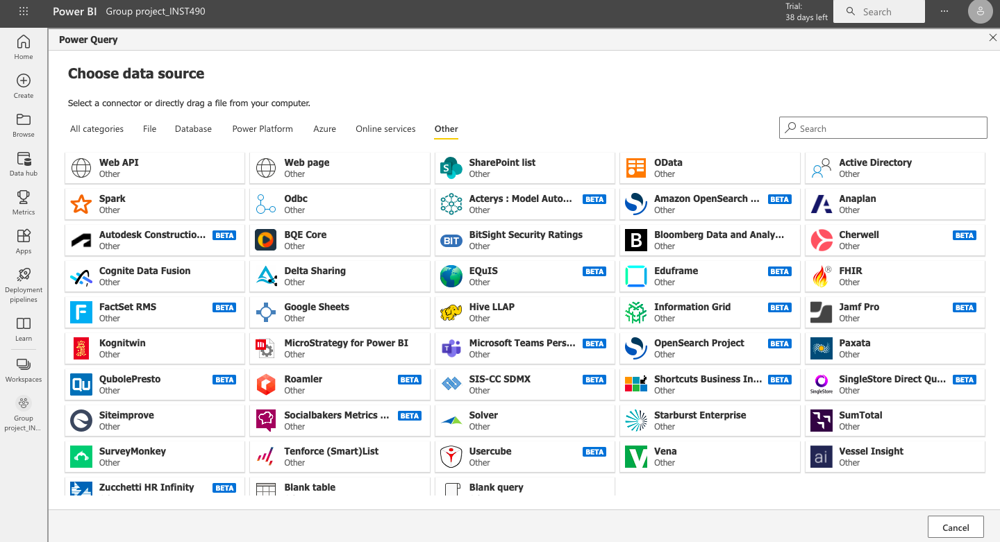 Power BI Group project_INST490
Trial:
38 days left
Search
Home
Create
Browse
Data hub
Metrics
Apps
Deployment
pipelines
Learn
Workspaces
Group
project_IN...
Power Query
Choose data source
Select a connector or directly drag a file from your computer.
All categories File Database Power Platform Azure Online services Other
Search
Web API
Other
Web page
Other
SharePoint list
Other
OData
Other
Active Directory
Other
Spark
Other
Odbc
Other
Acterys : Model Auto... BETA
Other
Amazon OpenSearch ... BETA
Other
Anaplan
Other
Autodesk Constructio... BETA
Other
BQE Core
Other
BIT
BitSight Security Ratings
Other
B
Bloomberg Data and Analy...
Other
Cherwell BETA
Other
Cognite Data Fusion
Other
Delta Sharing
Other
EQuIS BETA
Other
Eduframe BETA
Other
FHIR
Other
F
FactSet RMS BETA
Other
Google Sheets
Other
Hive LLAP
Other
Information Grid BETA
Other
Jamf Pro BETA
Other
Kognitwin
Other
MicroStrategy for Power BI
Other
Microsoft Teams Pers... BETA
Other
OpenSearch Project BETA
Other
Paxata
Other
Qu
QubolePresto BETA
Other
Roamler BETA
Other
SIS-CC SDMX BETA
Other
Shortcuts Business In... BETA
Other
SingleStore
SingleStore Direct Qu... BETA
Other
Siteimprove
Other
Socialbakers Metrics ... BETA
Other
Solver
Other
Starburst Enterprise
Other
SumTotal
Other
SurveyMonkey
Other
Tenforce (Smart)List
Other
Usercube BETA
Other
Vena
Other
ai
Vessel Insight
Other
Zucchetti HR Infinity BETA
Blank table
Blank query
Cancel